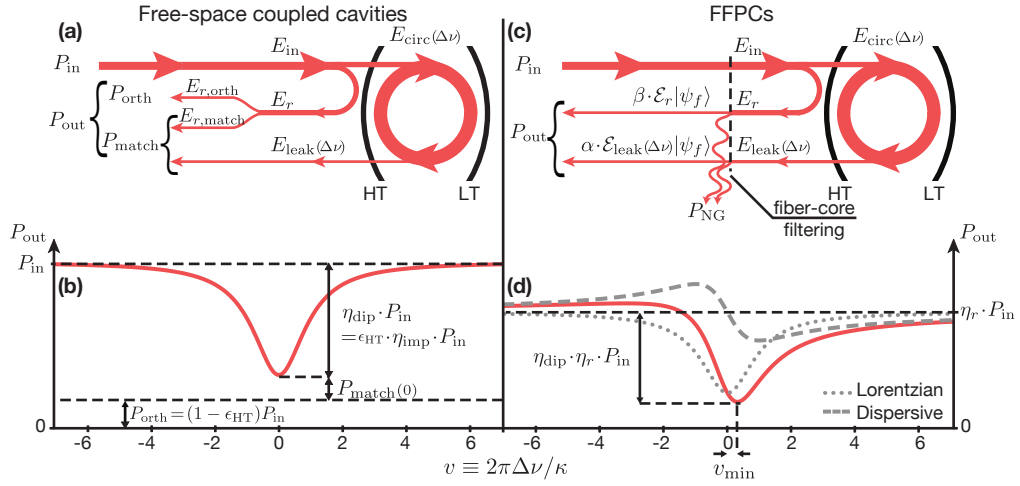 Free-space coupled cavities
(a)
E_in
E_circ(Δν)
P_in
P_orth
E_r,orth
E_r
P_out
P_match
E_r,match
E_leak(Δν)
HT
LT
FFPCs
(c)
E_in
E_circ(Δν)
P_in
β·ℰ_r|ψ_f⟩
E_r
P_out
α·ℰ_leak(Δν)|ψ_f⟩
E_leak(Δν)
HT
LT
P_NG
fiber-core
filtering
P_out
P_in
(b)
η_dip·P_in
=ϵ_HT·η_imp·P_in
P_match(0)
P_orth=(1−ϵ_HT)P_in
0
-6
-4
-2
0
2
4
6
(d)
P_out
η_r·P_in
η_dip·η_r·P_in
Lorentzian
Dispersive
0
-6
-4
-2
0
2
4
6
v_min
v ≡ 2πΔν/κ